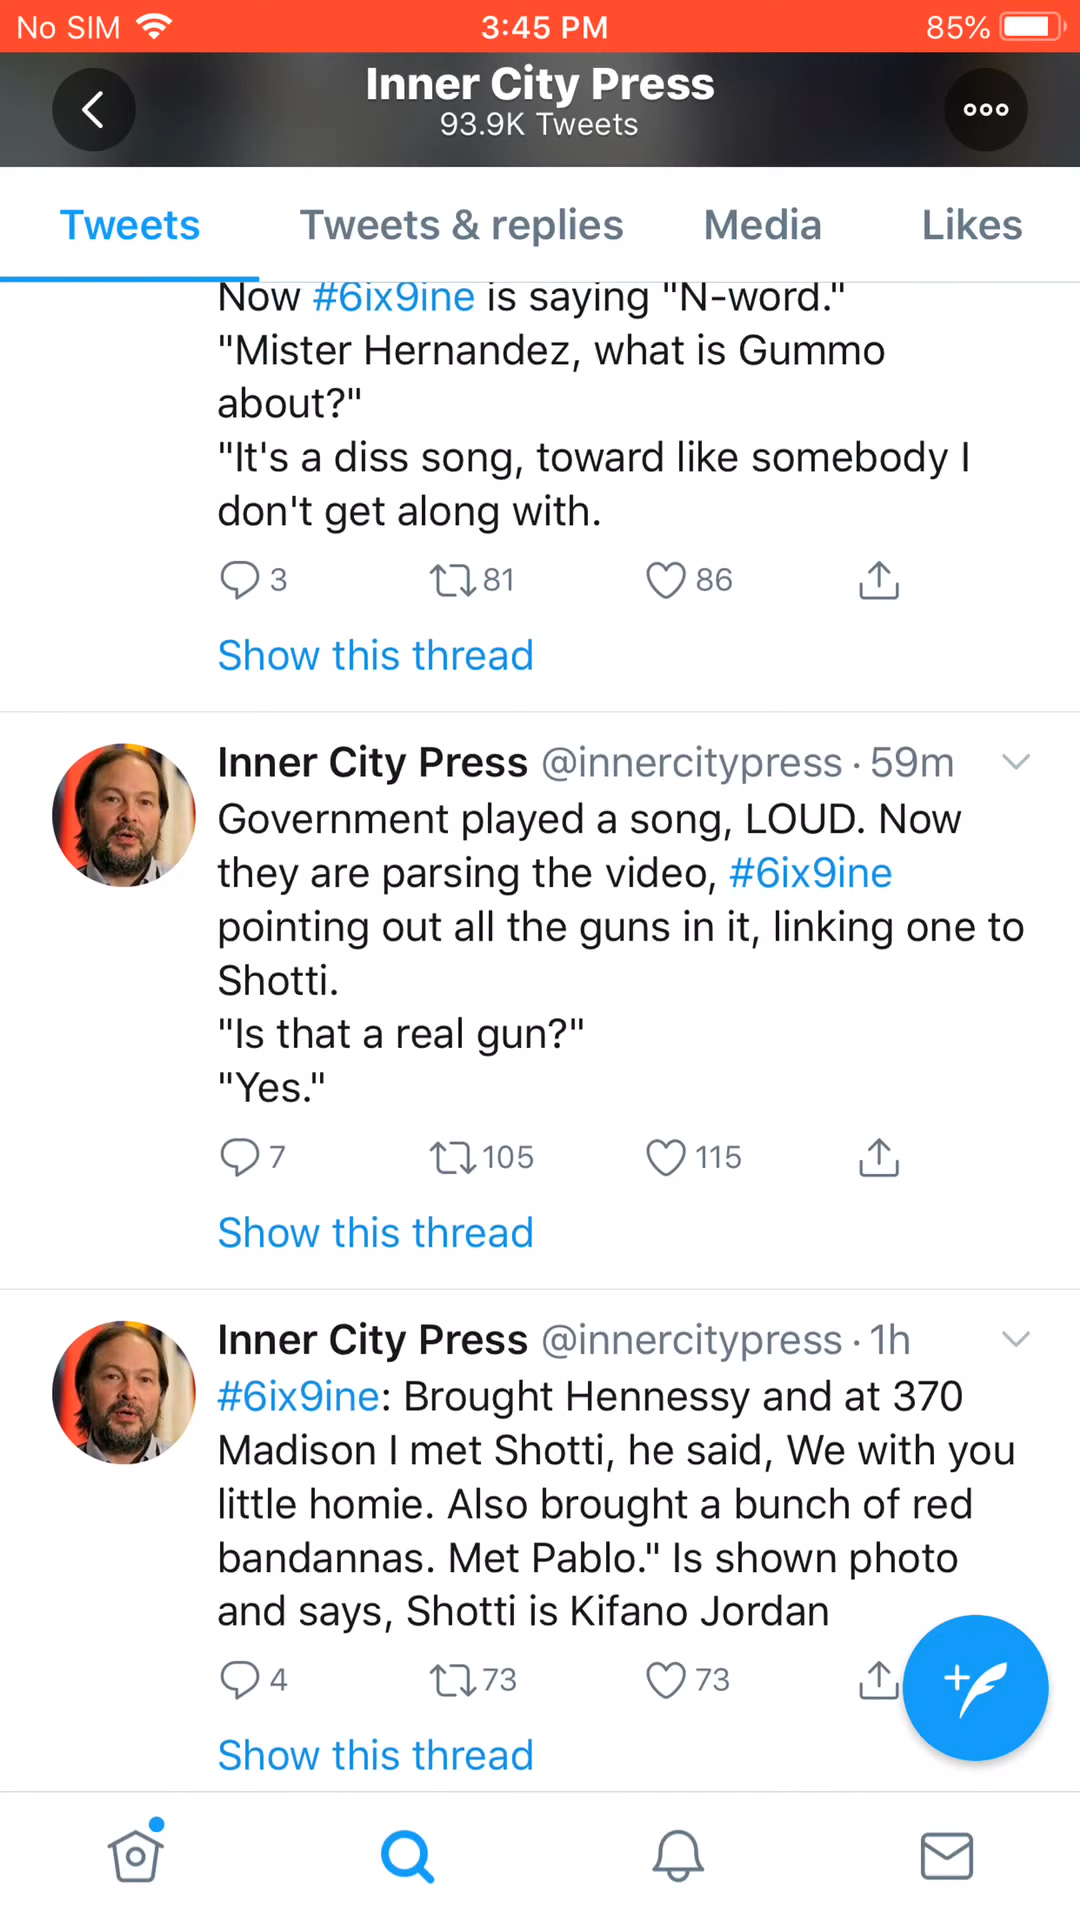 No SIM 3:45 PM 85%
Inner City Press
93.9K Tweets
Tweets Tweets & replies Media Likes
Now #6ix9ine is saying "N-word."
"Mister Hernandez, what is Gummo
about?"
"It's a diss song, toward like somebody I
don't get along with.
3 81 86
Show this thread
Inner City Press @innercitypress · 59m
Government played a song, LOUD. Now
they are parsing the video, #6ix9ine
pointing out all the guns in it, linking one to
Shotti.
"Is that a real gun?"
"Yes."
7 105 115
Show this thread
Inner City Press @innercitypress · 1h
#6ix9ine: Brought Hennessy and at 370
Madison I met Shotti, he said, We with you
little homie. Also brought a bunch of red
bandannas. Met Pablo." Is shown photo
and says, Shotti is Kifano Jordan
4 73 73
Show this thread